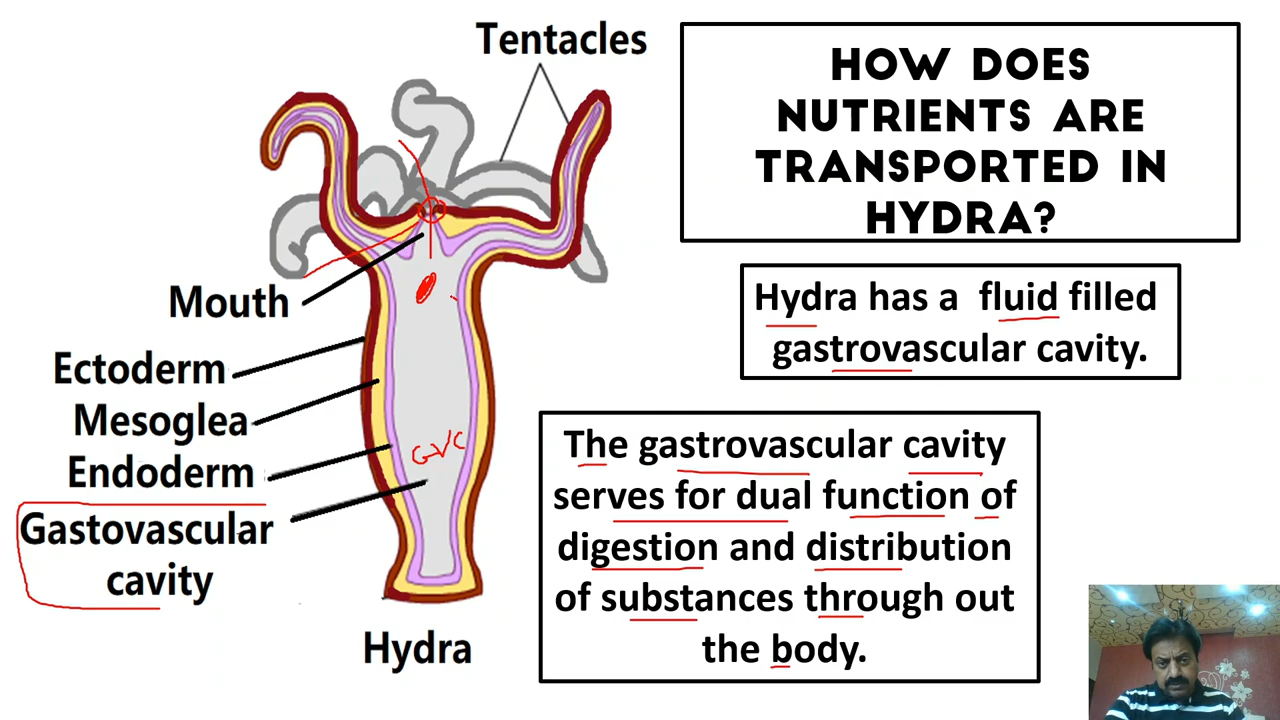 Tentacles
HOW DOES
NUTRIENTS ARE
TRANSPORTED IN
HYDRA?
Hydra has a fluid filled
gastrovascular cavity.
Mouth
Ectoderm
Mesoglea
Endoderm
Gastovascular
cavity
GVC
Hydra
The gastrovascular cavity
serves for dual function of
digestion and distribution
of substances through out
the body.